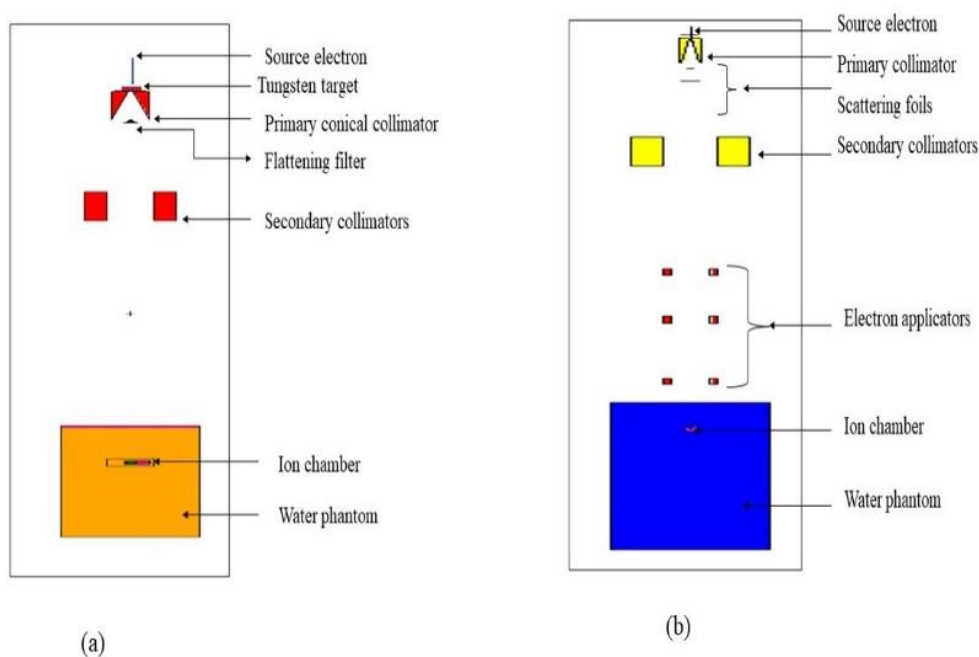 Source electron
Tungsten target
Primary conical collimator
Flattening filter
Secondary collimators
Ion chamber
Water phantom
(a)
Source electron
Primary collimator
Scattering foils
Secondary collimators
Electron applicators
Ion chamber
Water phantom
(b)